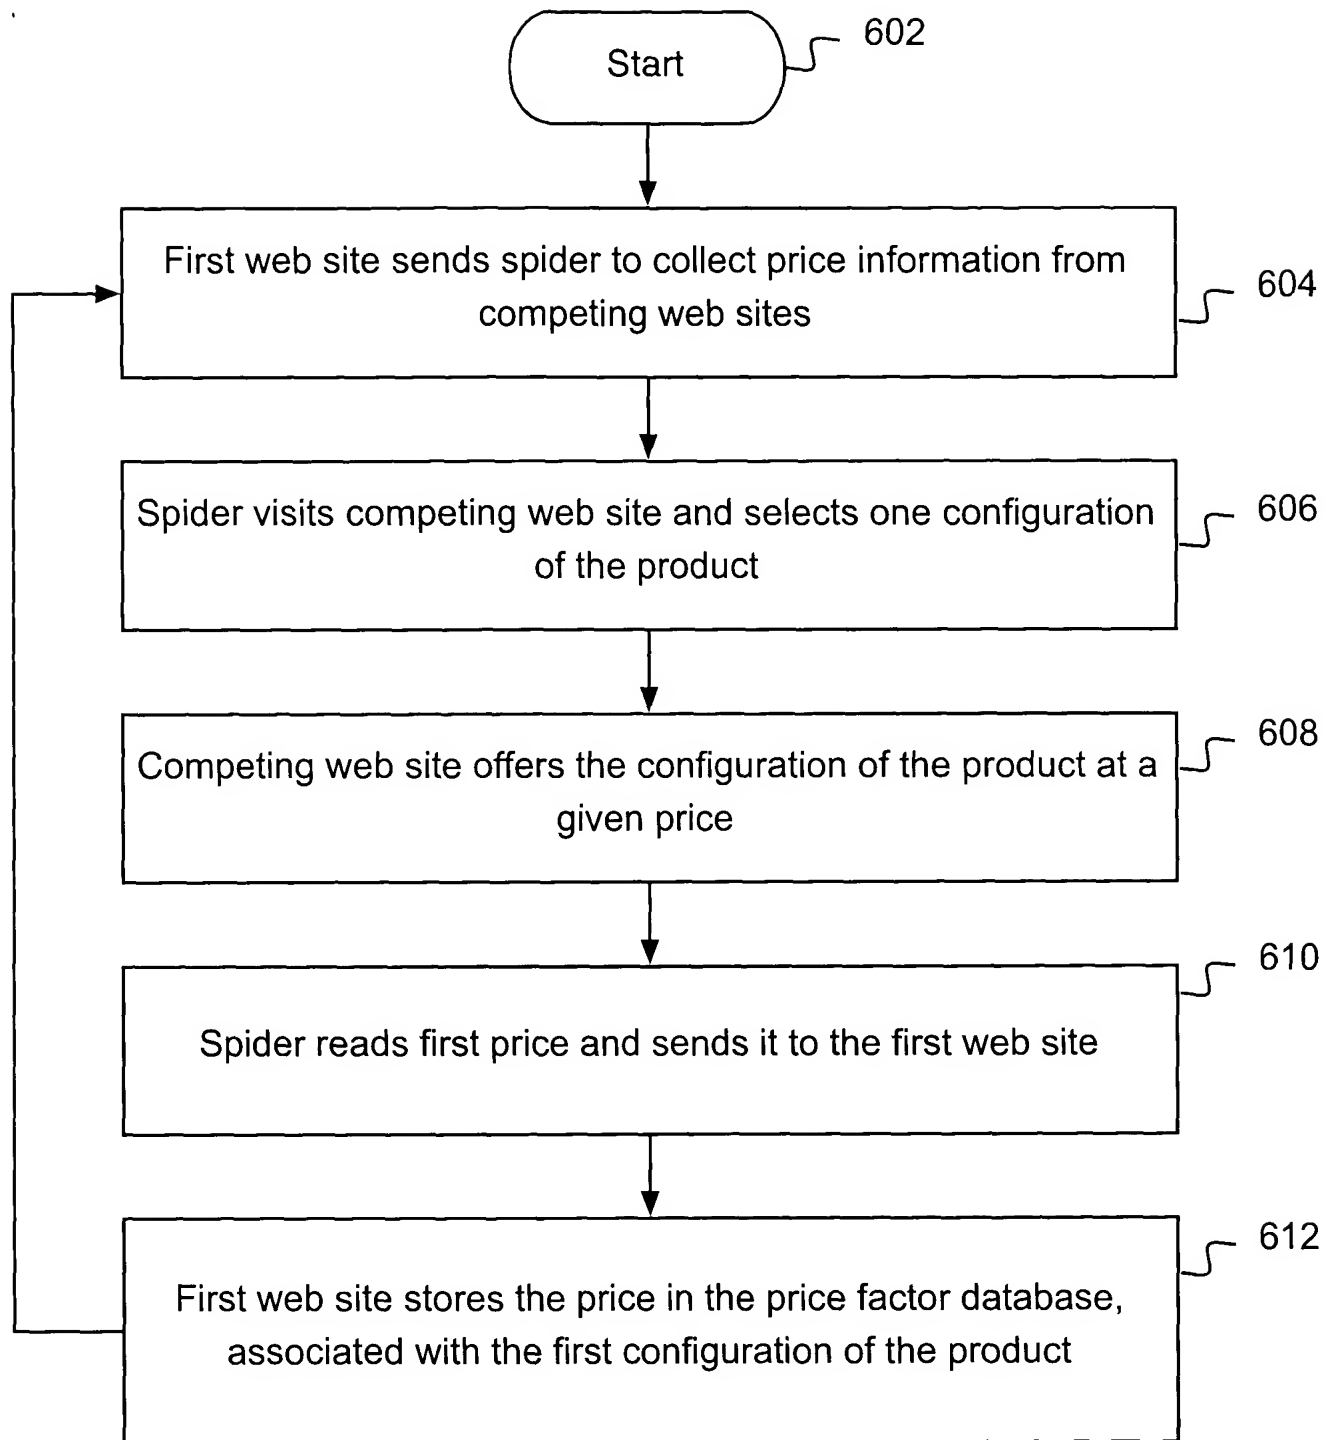 Start
602
First web site sends spider to collect price information from
competing web sites
604
Spider visits competing web site and selects one configuration
of the product
606
Competing web site offers the configuration of the product at a
given price
608
Spider reads first price and sends it to the first web site
610
First web site stores the price in the price factor database,
associated with the first configuration of the product
612